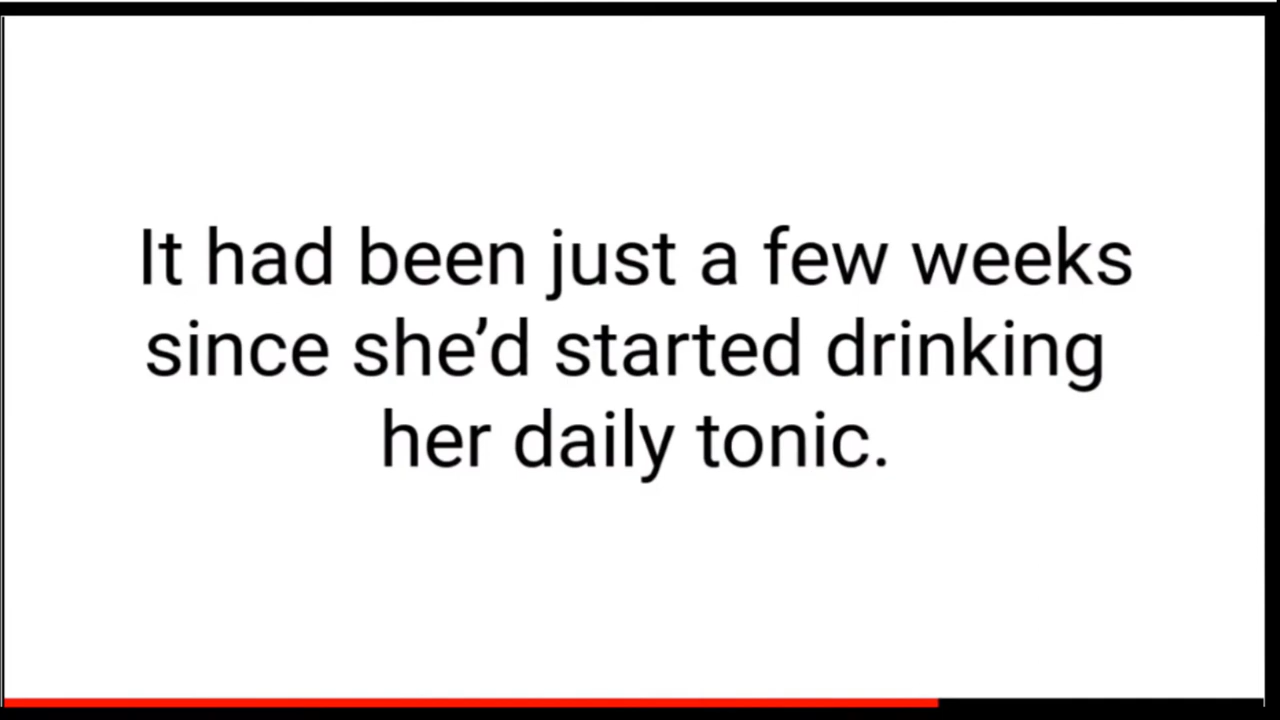 It had been just a few weeks
since she’d started drinking
her daily tonic.